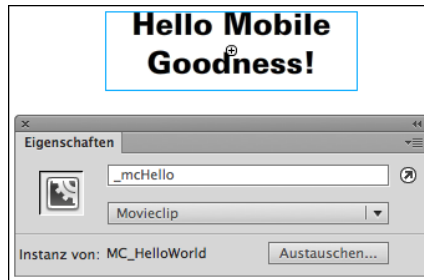 Hello Mobile
Goodness!
Eigenschaften
_mcHello
Movieclip
Instanz von: MC_HelloWorld
Austauschen...